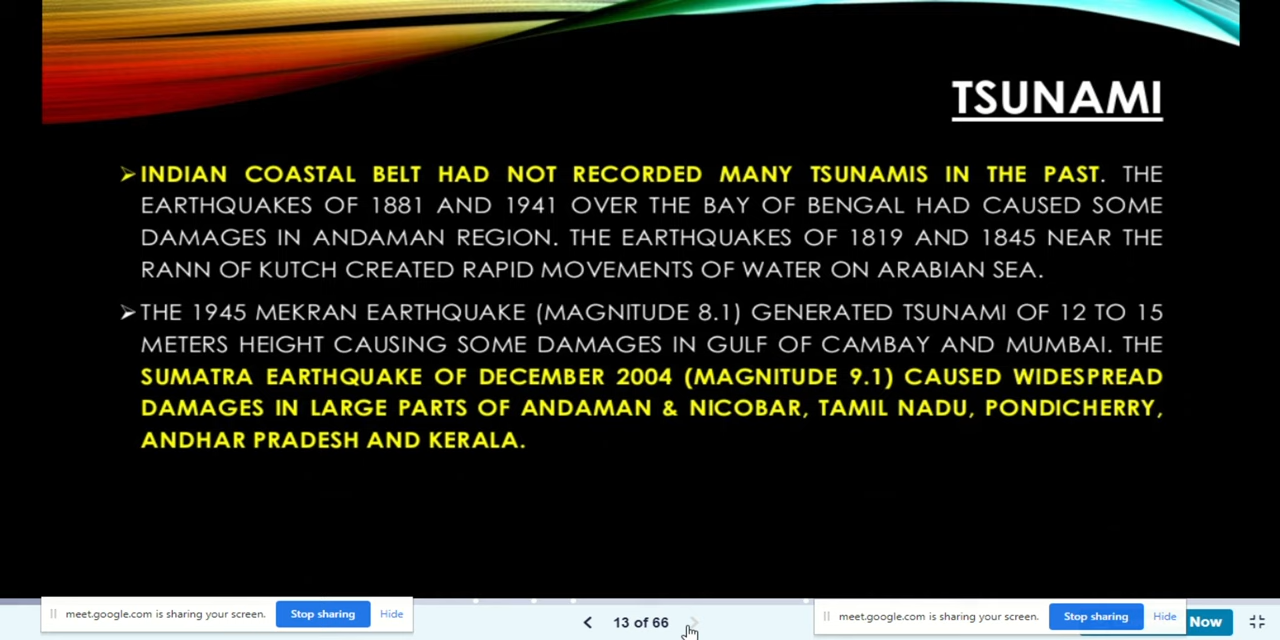 TSUNAMI
INDIAN COASTAL BELT HAD NOT RECORDED MANY TSUNAMIS IN THE PAST. THE
EARTHQUAKES OF 1881 AND 1941 OVER THE BAY OF BENGAL HAD CAUSED SOME
DAMAGES IN ANDAMAN REGION. THE EARTHQUAKES OF 1819 AND 1845 NEAR THE
RANN OF KUTCH CREATED RAPID MOVEMENTS OF WATER ON ARABIAN SEA.
THE 1945 MEKRAN EARTHQUAKE (MAGNITUDE 8.1) GENERATED TSUNAMI OF 12 TO 15
METERS HEIGHT CAUSING SOME DAMAGES IN GULF OF CAMBAY AND MUMBAI. THE
SUMATRA EARTHQUAKE OF DECEMBER 2004 (MAGNITUDE 9.1) CAUSED WIDESPREAD
DAMAGES IN LARGE PARTS OF ANDAMAN & NICOBAR, TAMIL NADU, PONDICHERRY,
ANDHAR PRADESH AND KERALA.
meet.google.com is sharing your screen. Stop sharing Hide
13 of 66
meet.google.com is sharing your screen. Stop sharing Hide
Now